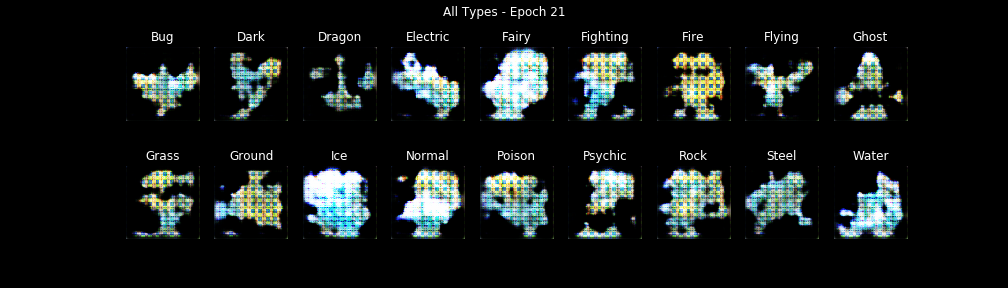 All Types - Epoch 21
Bug Dark Dragon Electric Fairy Fighting Fire Flying Ghost
Grass Ground Ice Normal Poison Psychic Rock Steel Water